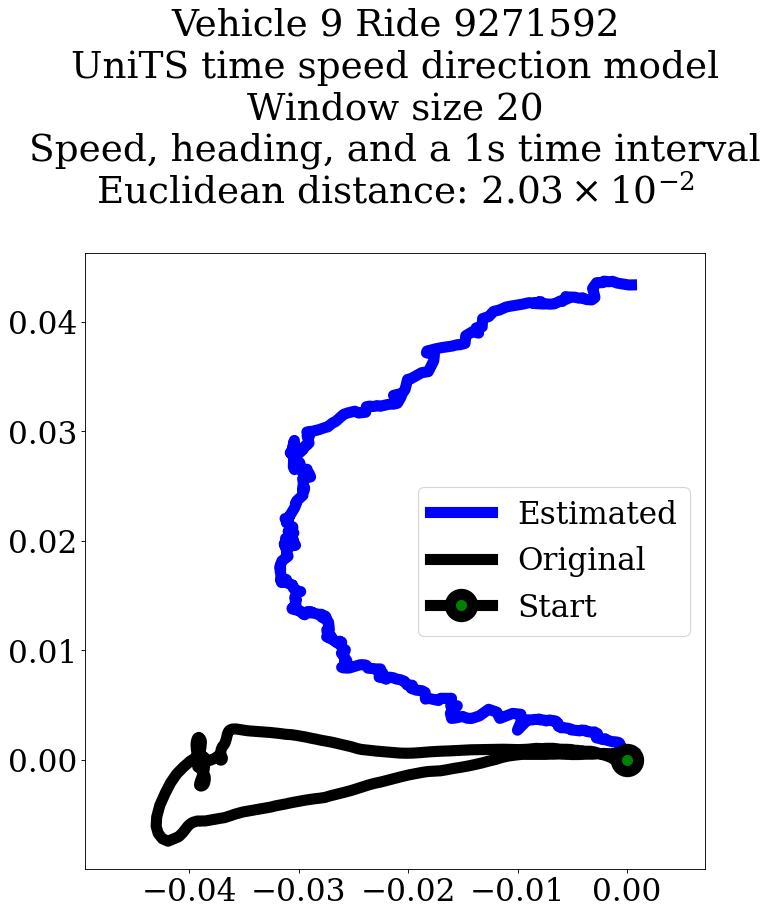 Vehicle 9 Ride 9271592
UniTS time speed direction model
Window size 20
Speed, heading, and a 1s time interval
Euclidean distance: 2.03 × 10⁻²
0.04
0.03
0.02
0.01
0.00
Estimated
Original
Start
−0.04 −0.03 −0.02 −0.01 0.00